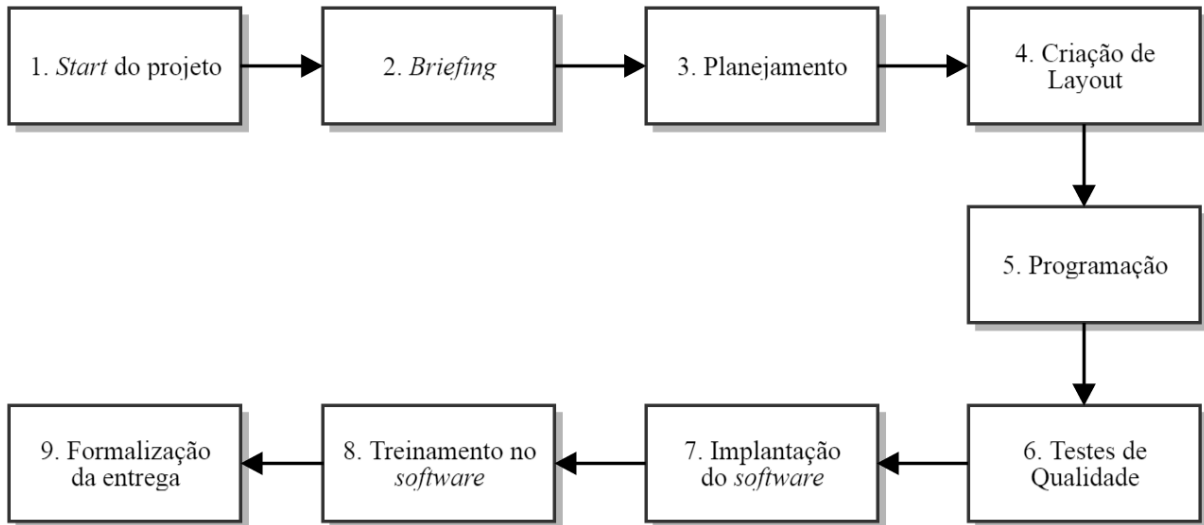 1. Start do projeto
2. Briefing
3. Planejamento
4. Criação de
Layout
5. Programação
6. Testes de
Qualidade
7. Implantação
do software
8. Treinamento no
software
9. Formalização
da entrega